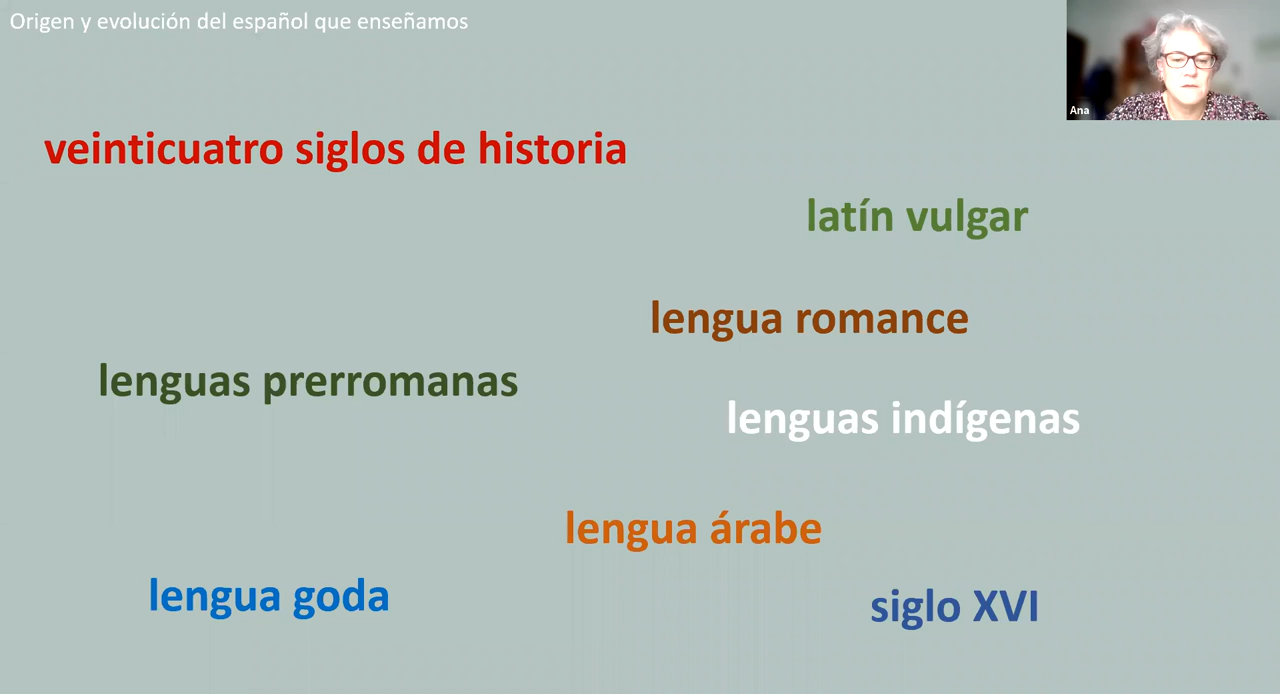 Origen y evolución del español que enseñamos
Ana
veinticuatro siglos de historia
latín vulgar
lengua romance
lenguas prerromanas
lenguas indígenas
lengua árabe
lengua goda
siglo XVI